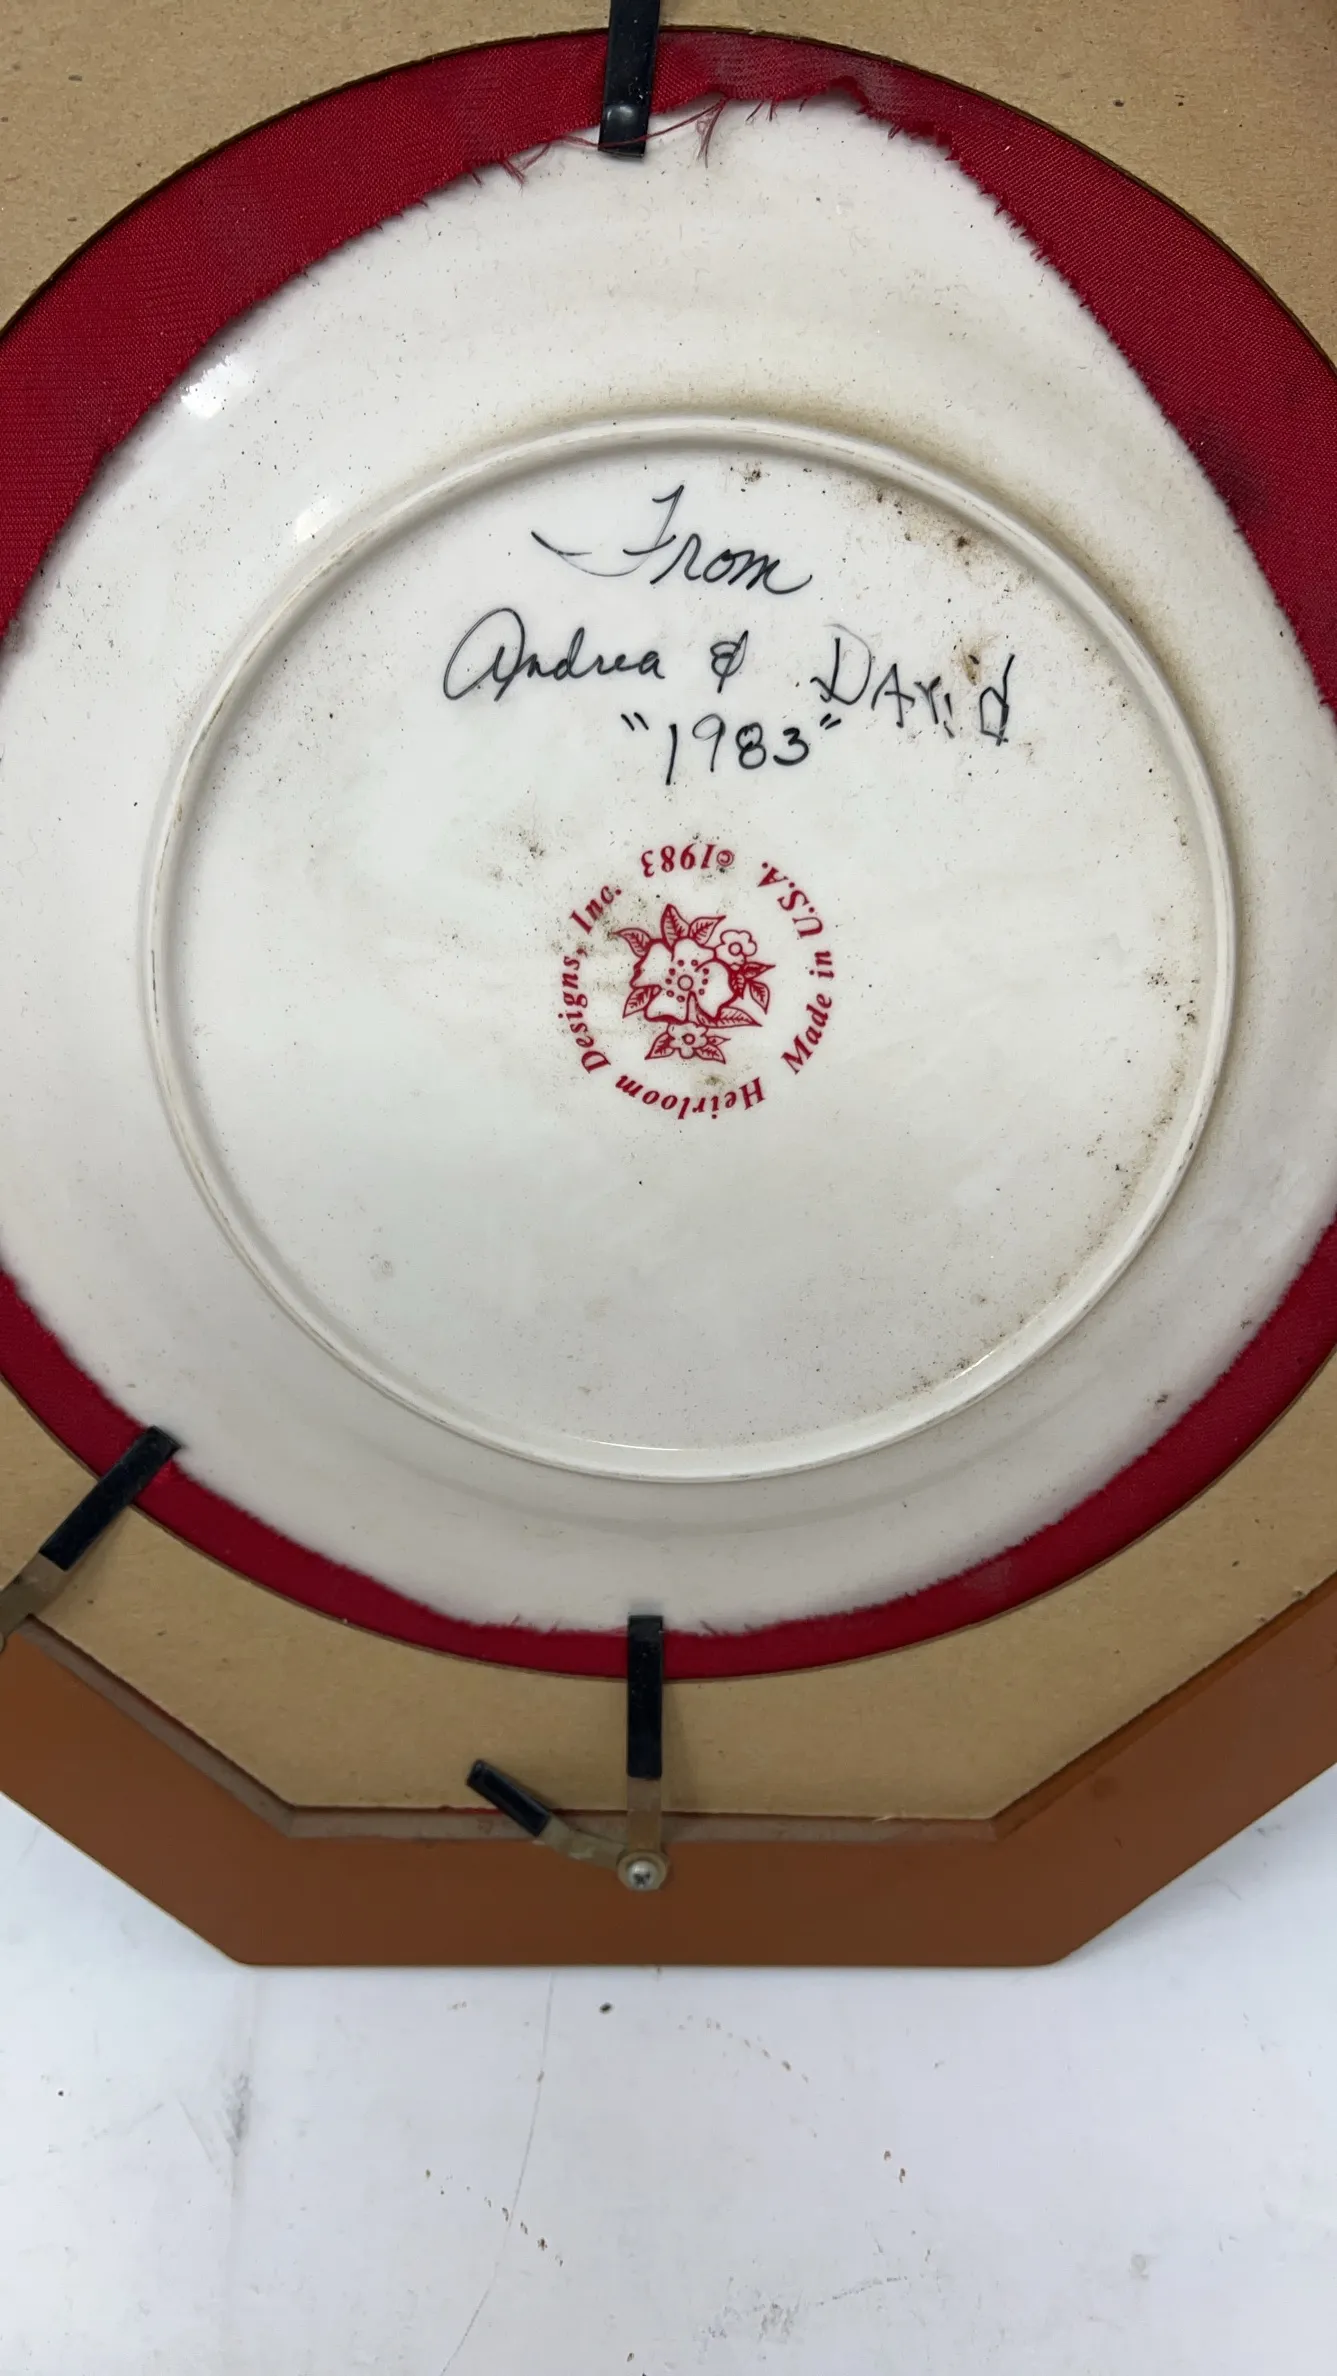 From
Andrea & DAViD
"1983"
Heirloom Designs, Inc. ©1983
Made in U.S.A.